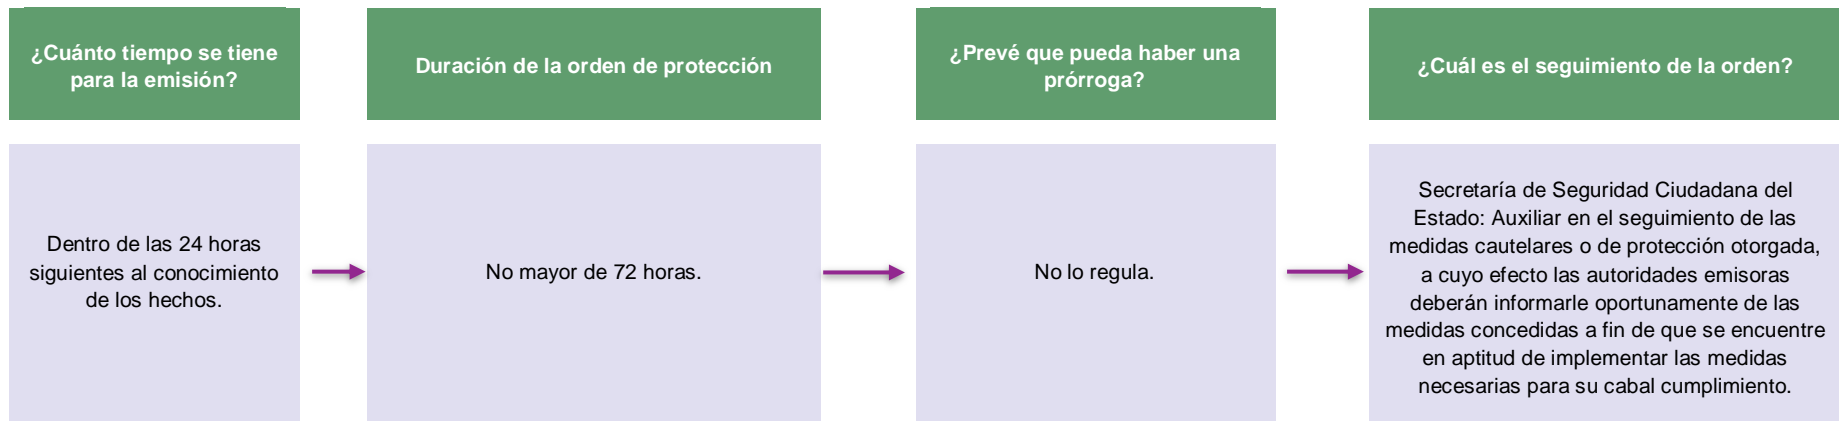 ¿Cuánto tiempo se tiene
para la emisión?
Duración de la orden de protección
¿Prevé que pueda haber una
prórroga?
¿Cuál es el seguimiento de la orden?
Dentro de las 24 horas
siguientes al conocimiento
de los hechos.
No mayor de 72 horas.
No lo regula.
Secretaría de Seguridad Ciudadana del
Estado: Auxiliar en el seguimiento de las
medidas cautelares o de protección otorgada,
a cuyo efecto las autoridades emisoras
deberán informarle oportunamente de las
medidas concedidas a fin de que se encuentre
en aptitud de implementar las medidas
necesarias para su cabal cumplimiento.